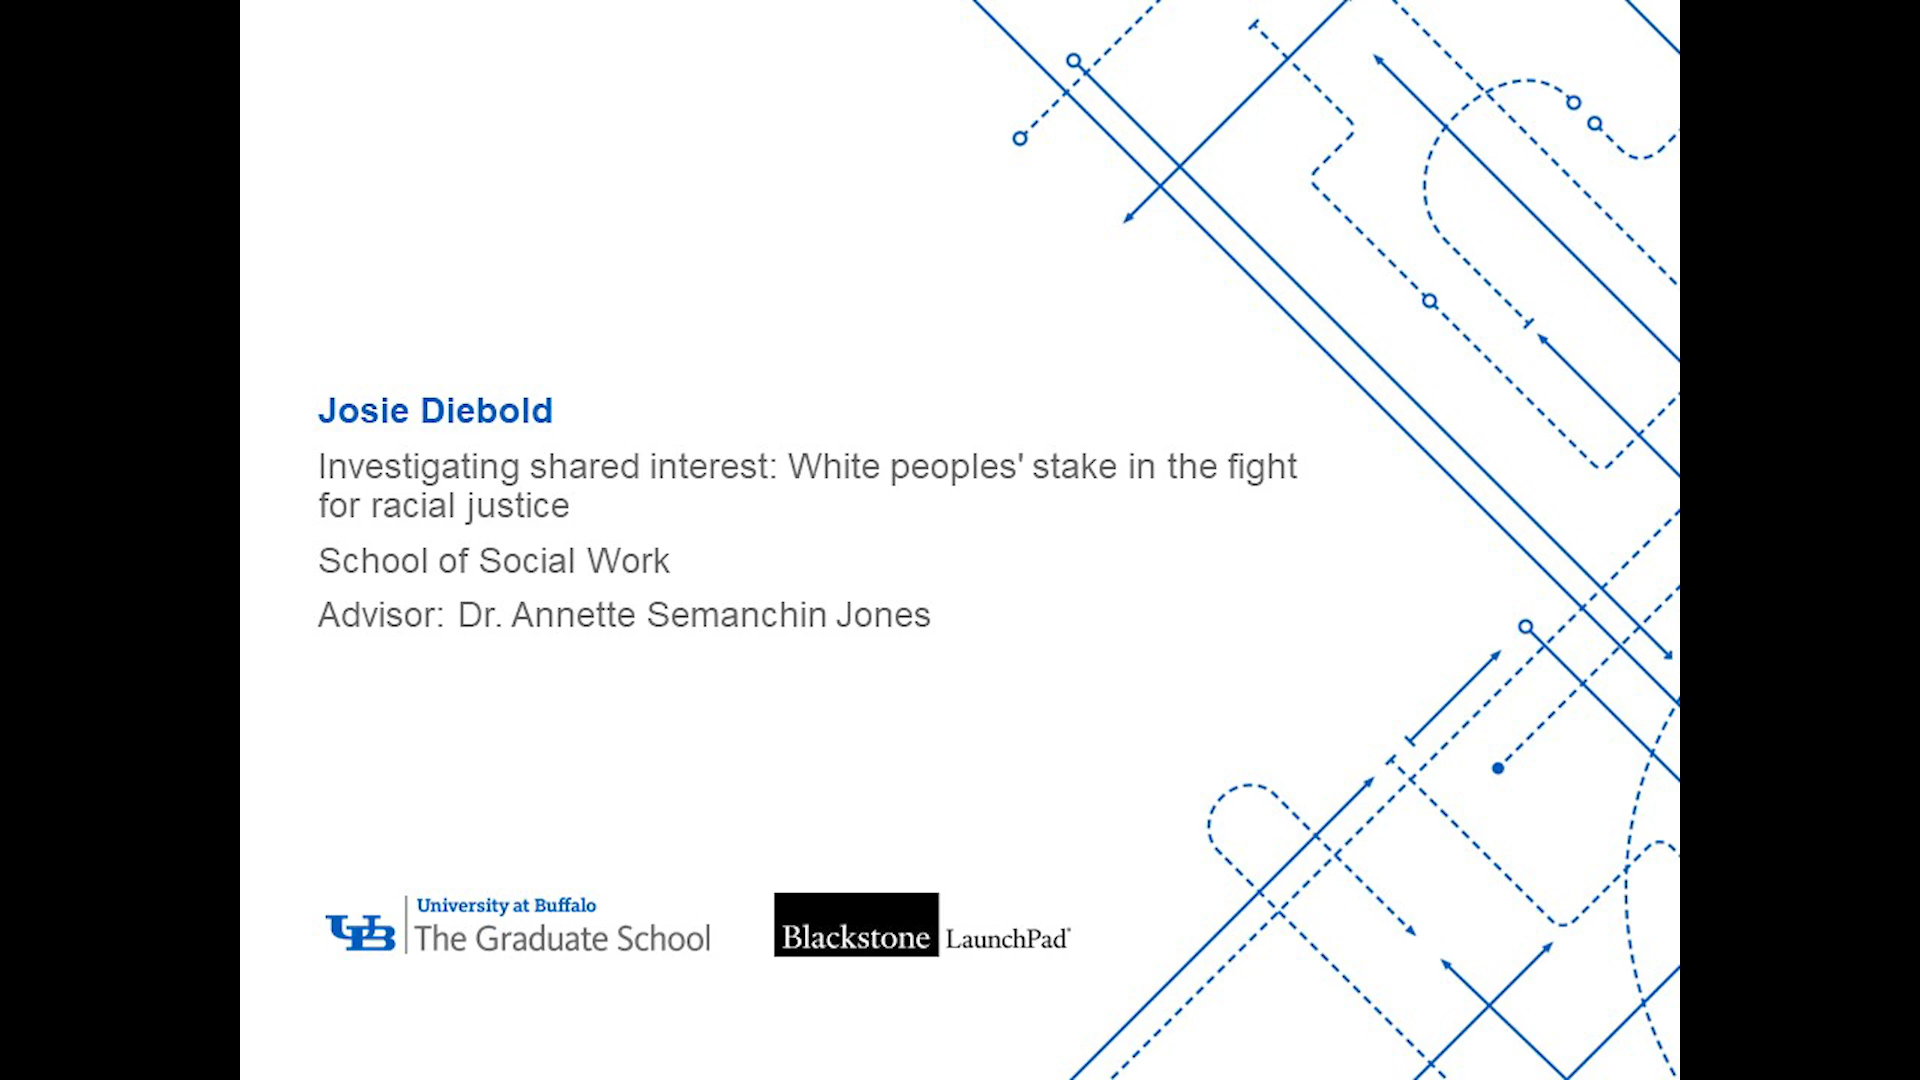 Josie Diebold
Investigating shared interest: White peoples' stake in the fight
for racial justice
School of Social Work
Advisor: Dr. Annette Semanchin Jones
UB
University at Buffalo
The Graduate School
Blackstone LaunchPad